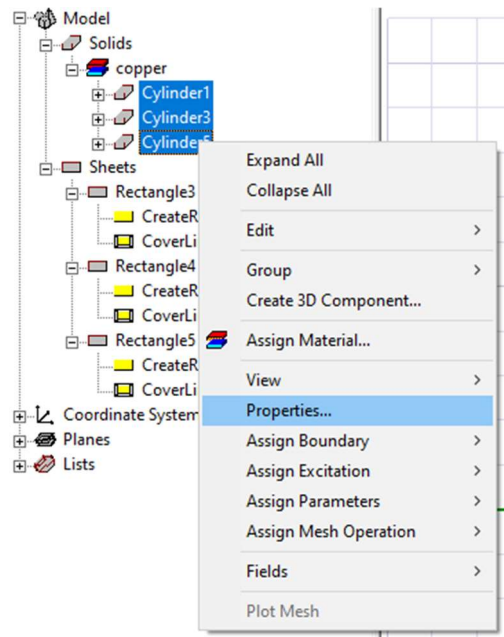 Model
Solids
copper
Cylinder1
Cylinder3
Cylinder5
Sheets
Rectangle3
CreateR
CoverLi
Rectangle4
CreateR
CoverLi
Rectangle5
CreateR
CoverLi
Coordinate System
Planes
Lists
Expand All
Collapse All
Edit
Group
Create 3D Component...
Assign Material...
View
Properties...
Assign Boundary
Assign Excitation
Assign Parameters
Assign Mesh Operation
Fields
Plot Mesh